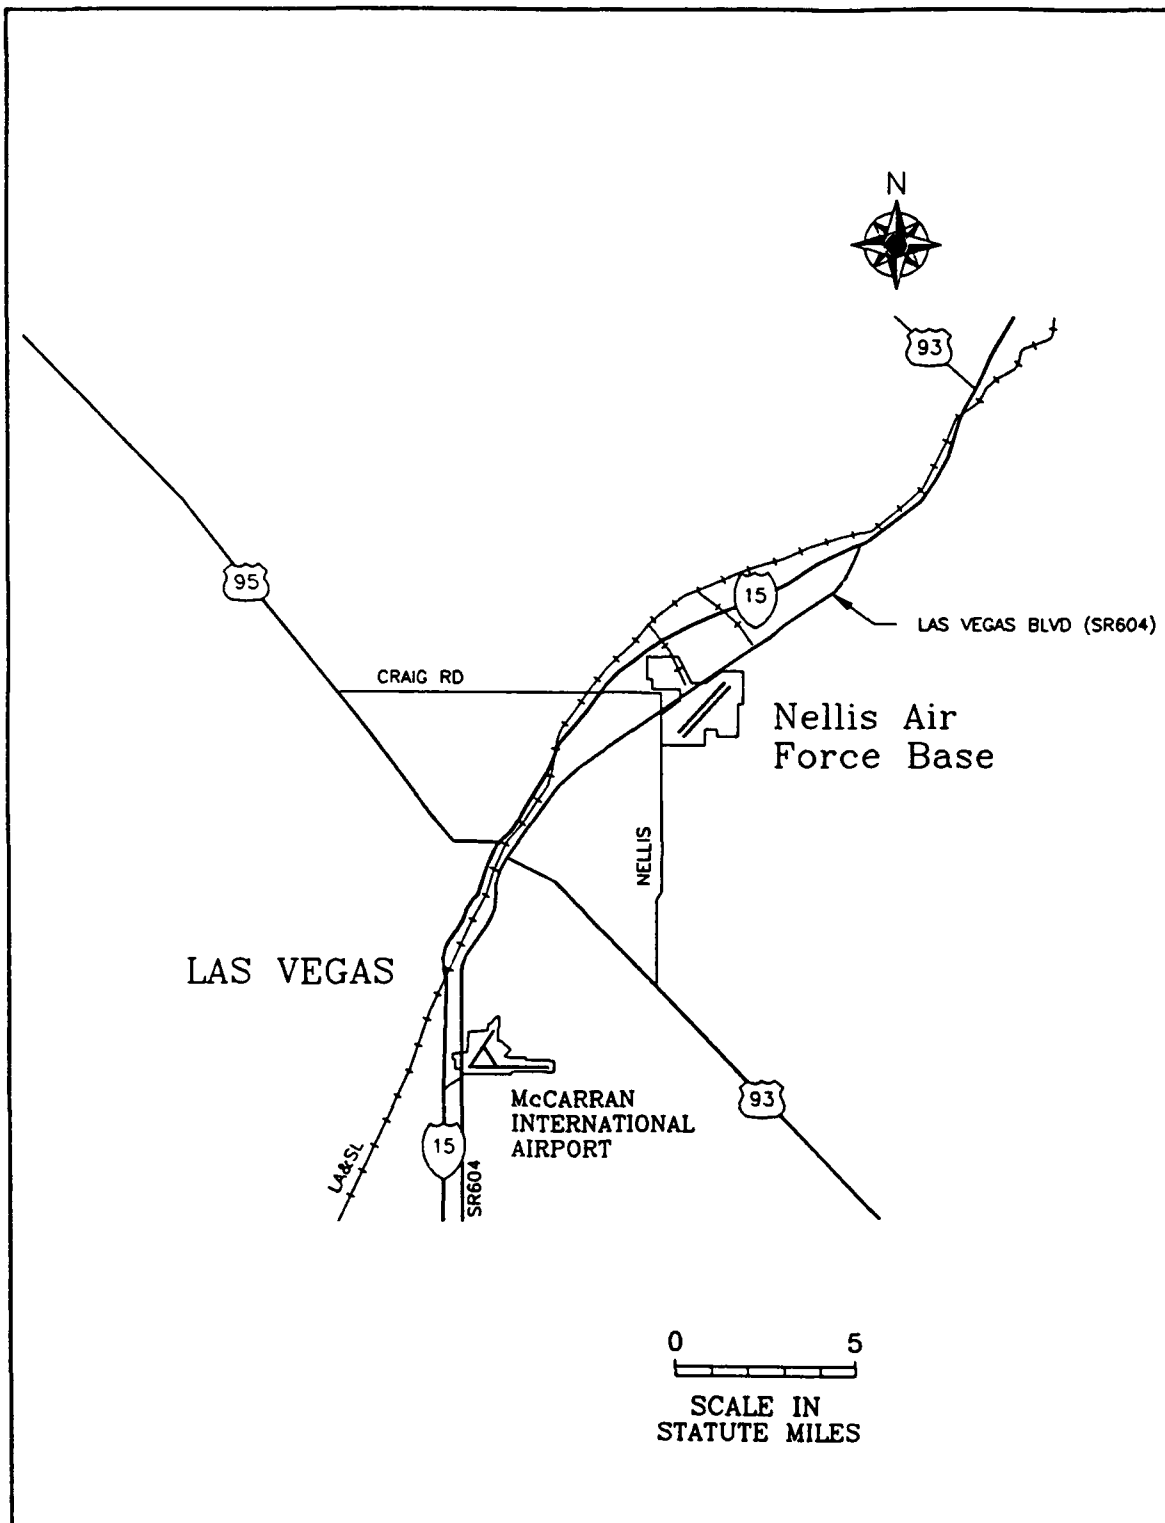 N
93
95
15
LAS VEGAS BLVD (SR604)
CRAIG RD
Nellis Air
Force Base
NELLIS
LAS VEGAS
McCARRAN
INTERNATIONAL
AIRPORT
93
15
LA&SL
SR604
0 5
SCALE IN
STATUTE MILES